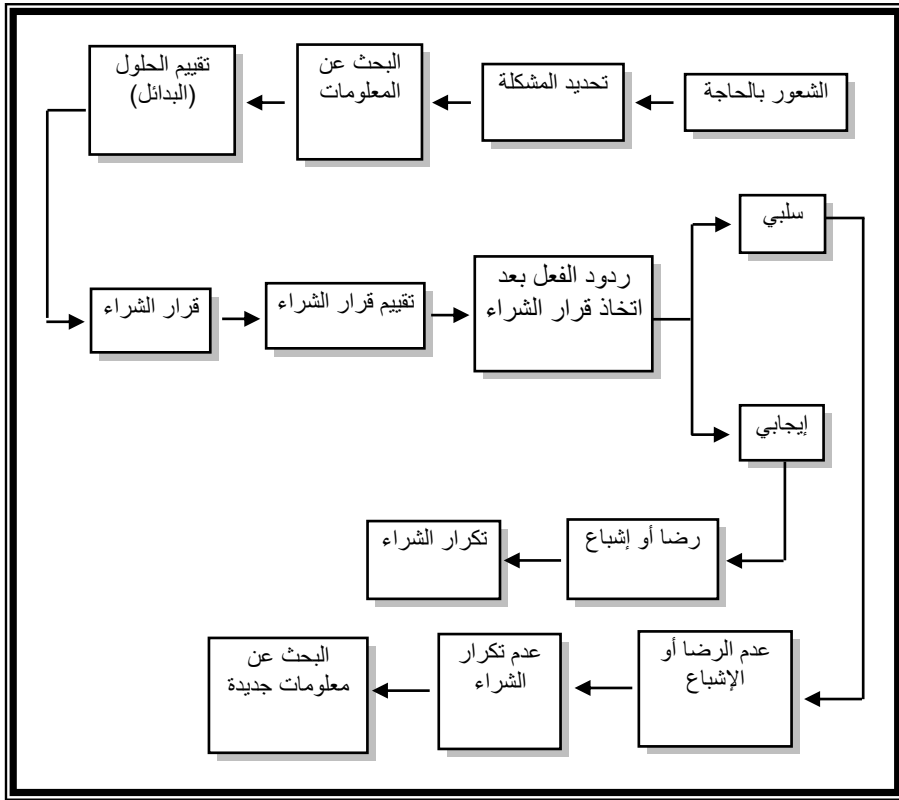 الشعور بالحاجة
تحديد المشكلة
البحث عن
المعلومات
تقييم الحلول
(البدائل)
قرار الشراء
تقييم قرار الشراء
ردود الفعل بعد
اتخاذ قرار الشراء
سلبي
إيجابي
رضا أو إشباع
تكرار الشراء
عدم الرضا أو
الإشباع
عدم تكرار
الشراء
البحث عن
معلومات جديدة